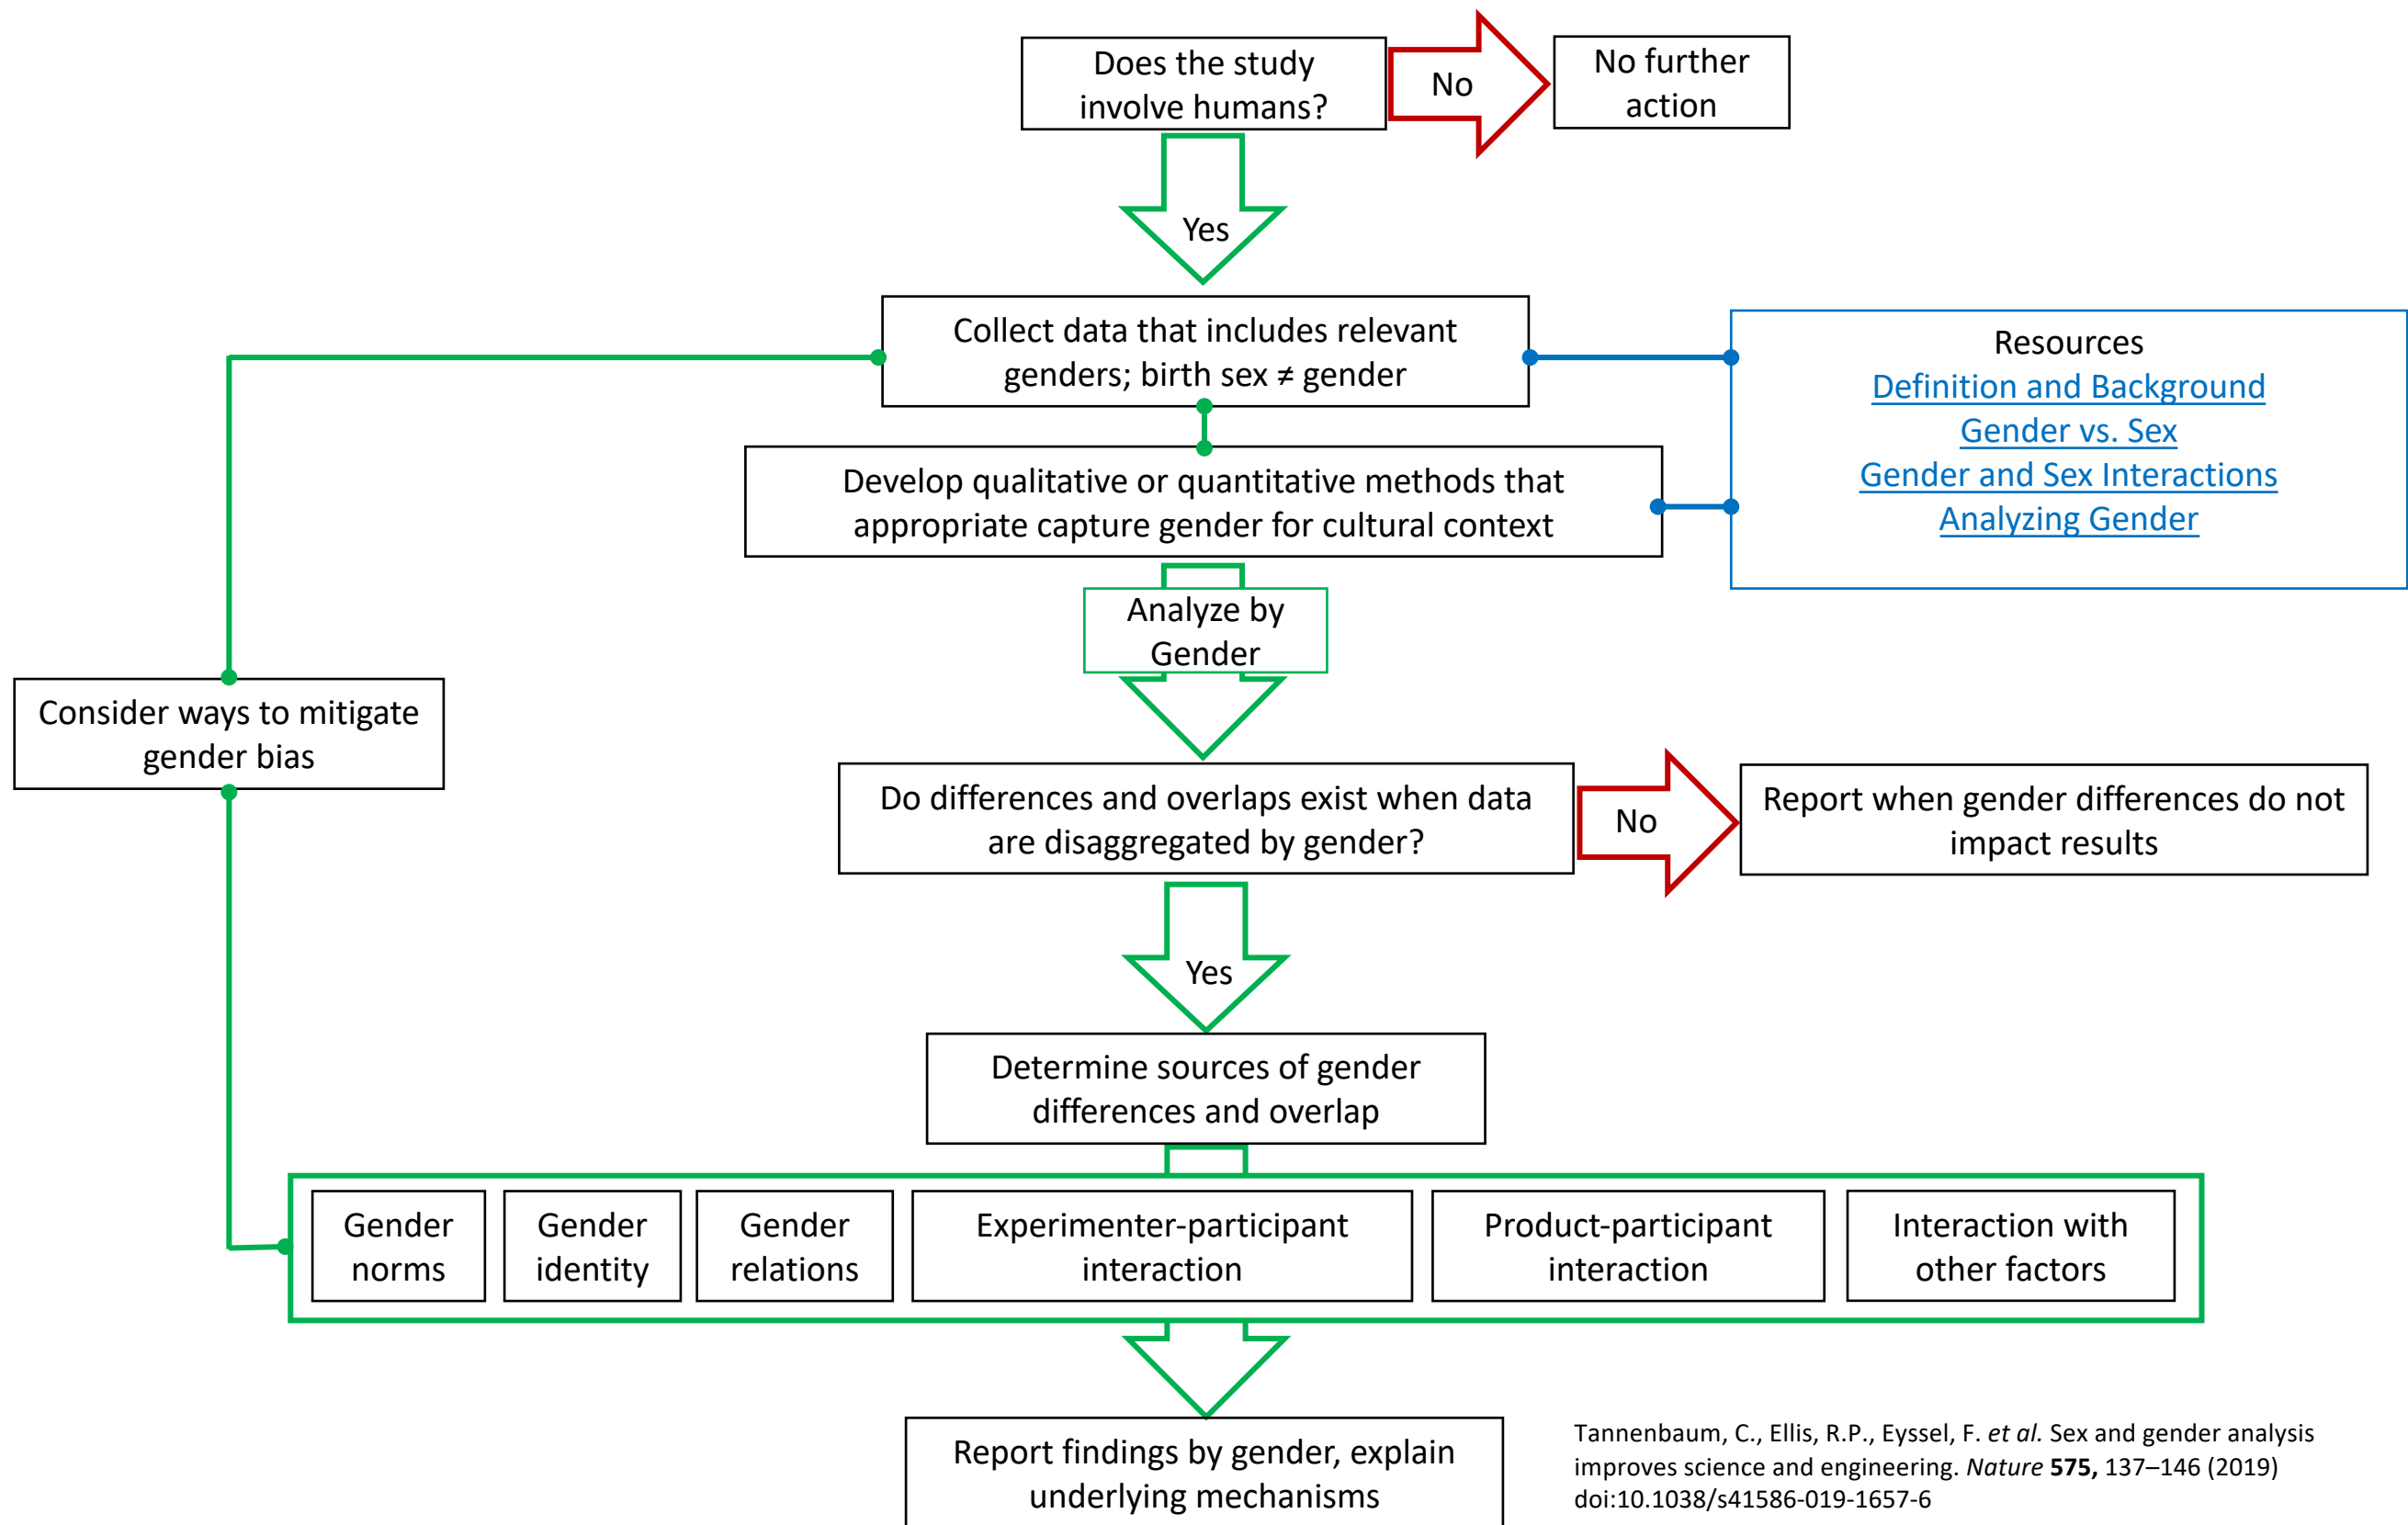 Does the study
involve humans?
No
No further
action
Yes
Collect data that includes relevant
genders; birth sex ≠ gender
Resources
Definition and Background
Gender vs. Sex
Gender and Sex Interactions
Analyzing Gender
Develop qualitative or quantitative methods that
appropriate capture gender for cultural context
Analyze by
Gender
Consider ways to mitigate
gender bias
Do differences and overlaps exist when data
are disaggregated by gender?
No
Report when gender differences do not
impact results
Yes
Determine sources of gender
differences and overlap
Gender
norms
Gender
identity
Gender
relations
Experimenter-participant
interaction
Product-participant
interaction
Interaction with
other factors
Report findings by gender, explain
underlying mechanisms
Tannenbaum, C., Ellis, R.P., Eyssel, F. et al. Sex and gender analysis
improves science and engineering. Nature 575, 137–146 (2019)
doi:10.1038/s41586-019-1657-6